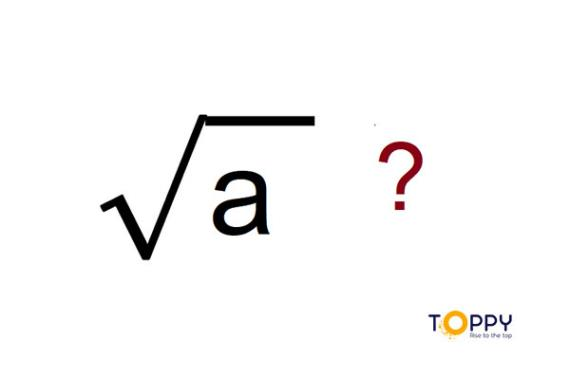 √a ?
TOPPY
Rise to the top